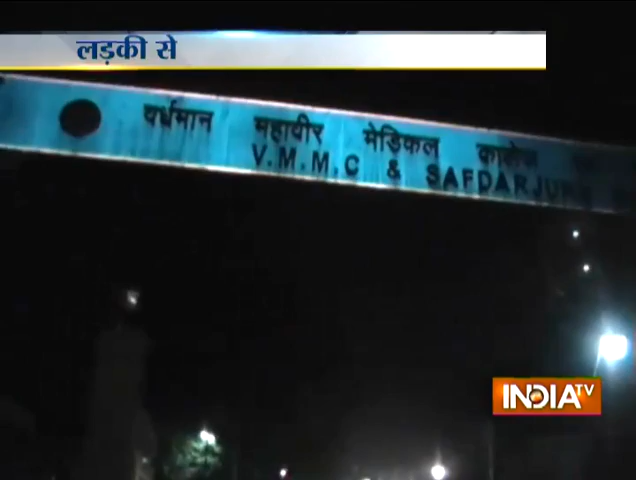 लड़की से
वर्धमान महावीर मेडिकल
V.M.M.C & SAFDARJUNG
INDIA TV